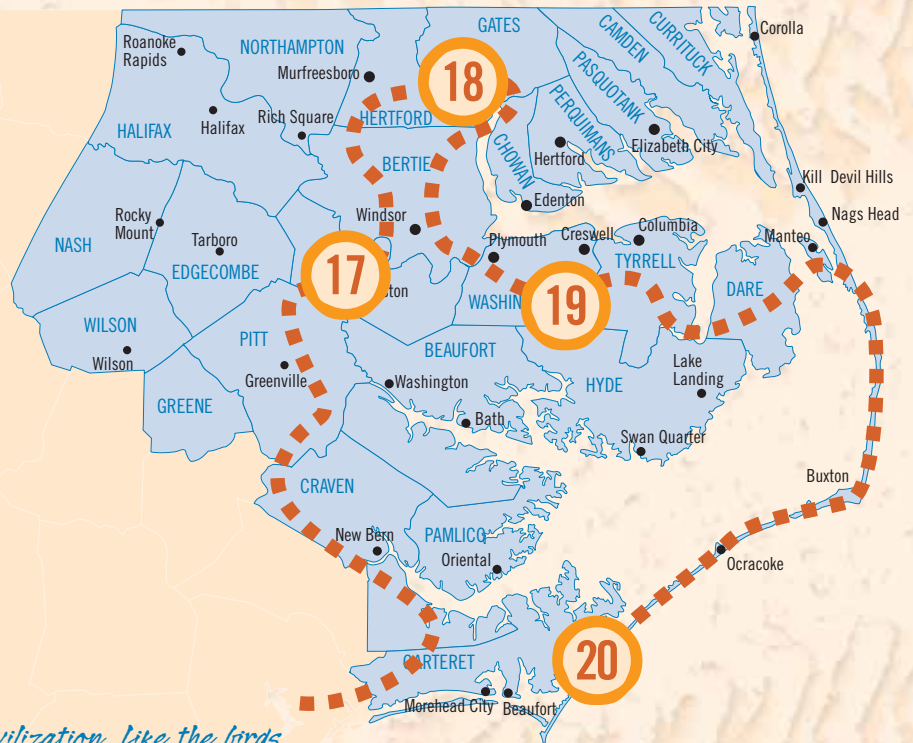 GATES
CAMDEN
CURRITUCK
Corolla
Roanoke
Rapids
NORTHAMPTON
Murfreesboro
18
PASQUOTANK
PERQUIMANS
HALIFAX
Halifax
Rich Square
HERTFORD
Hertford
Elizabeth City
CHOWAN
BERTIE
Kill Devil Hills
Edenton
Nags Head
Rocky
Mount
Windsor
Manteo
NASH
Tarboro
Plymouth
Creswell
Columbia
EDGECOMBE
TYRRELL
17
19
DARE
WASHIN
WILSON
PITT
Wilson
BEAUFORT
Lake
Landing
Greenville
Washington
HYDE
GREENE
Bath
Swan Quarter
CRAVEN
Buxton
New Bern
PAMLICO
Oriental
Ocracoke
20
CARTERET
Morehead City
Beaufort
like the birds